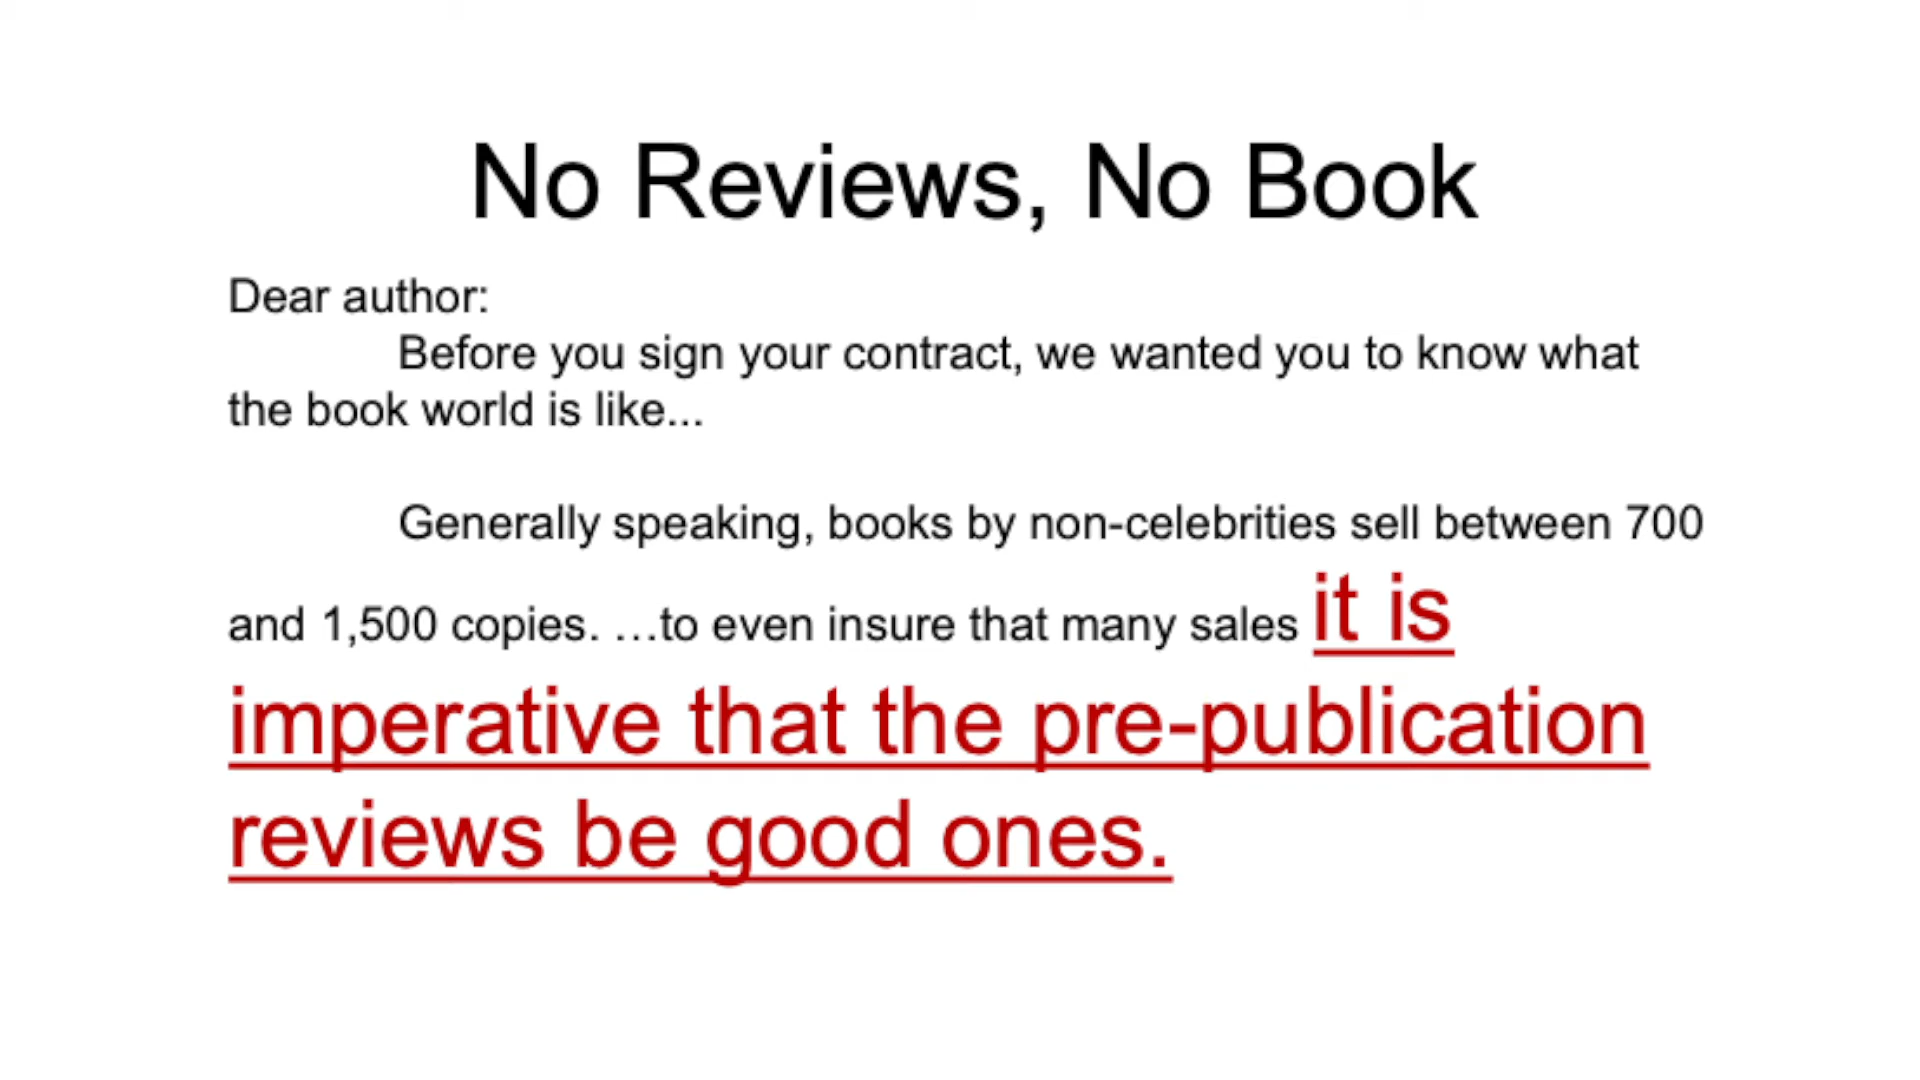 No Reviews, No Book
Dear author:
Before you sign your contract, we wanted you to know what
the book world is like...
Generally speaking, books by non-celebrities sell between 700
and 1,500 copies. …to even insure that many sales it is
imperative that the pre-publication
reviews be good ones.